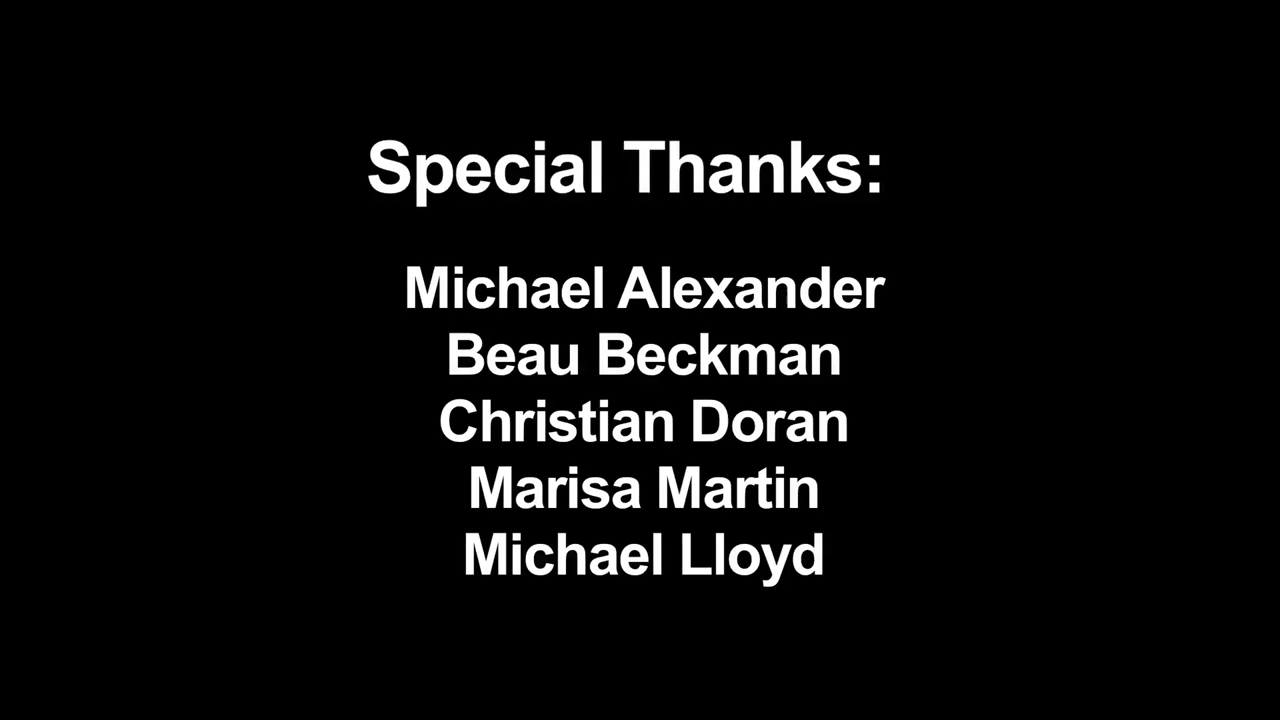 Special Thanks:
Michael Alexander
Beau Beckman
Christian Doran
Marisa Martin
Michael Lloyd